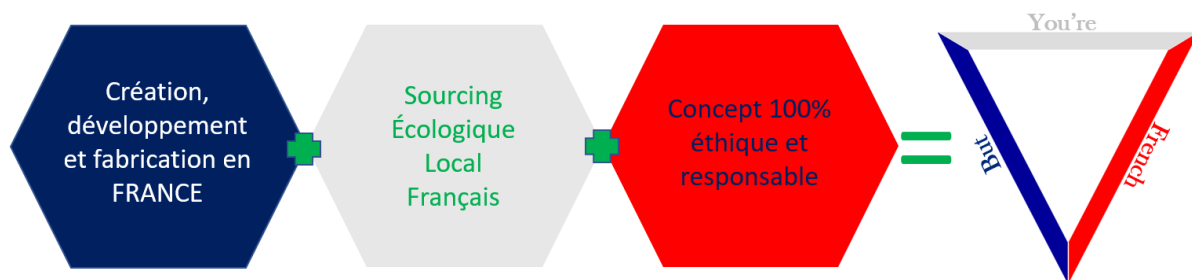 Création,
développement
et fabrication en
FRANCE
Sourcing
Écologique
Local
Français
Concept 100%
éthique et
responsable
But
You're
French